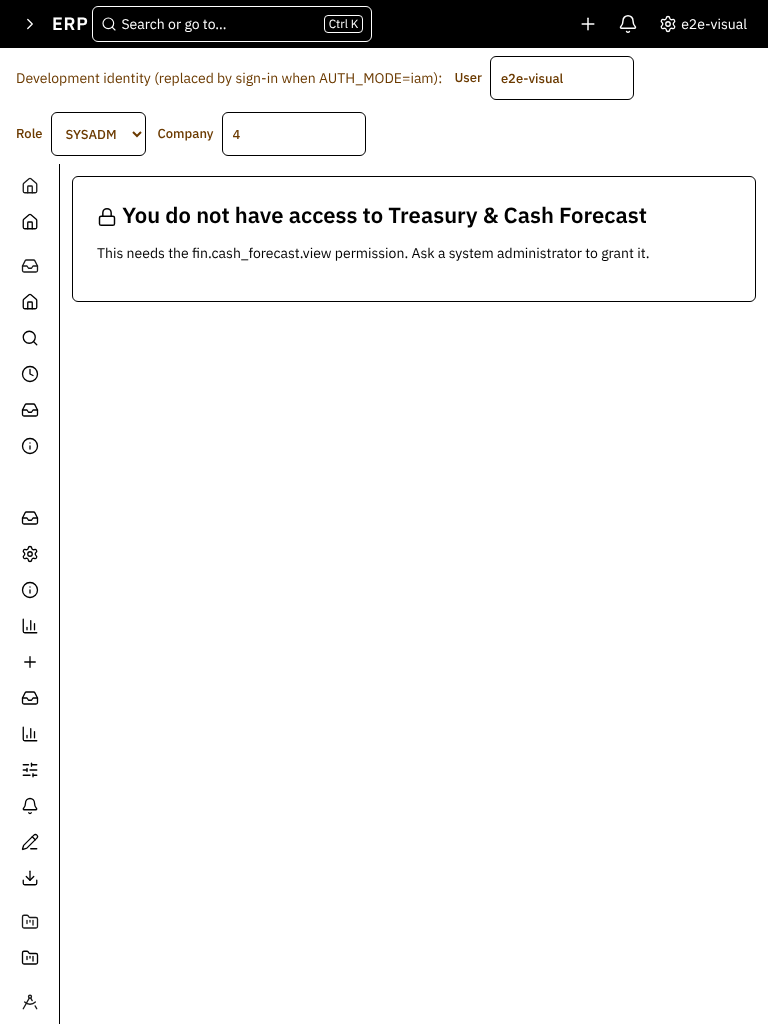 ERP Search or go to... Ctrl K e2e-visual
Development identity (replaced by sign-in when AUTH_MODE=iam): User e2e-visual
Role SYSADM Company 4
You do not have access to Treasury & Cash Forecast
This needs the fin.cash_forecast.view permission. Ask a system administrator to grant it.